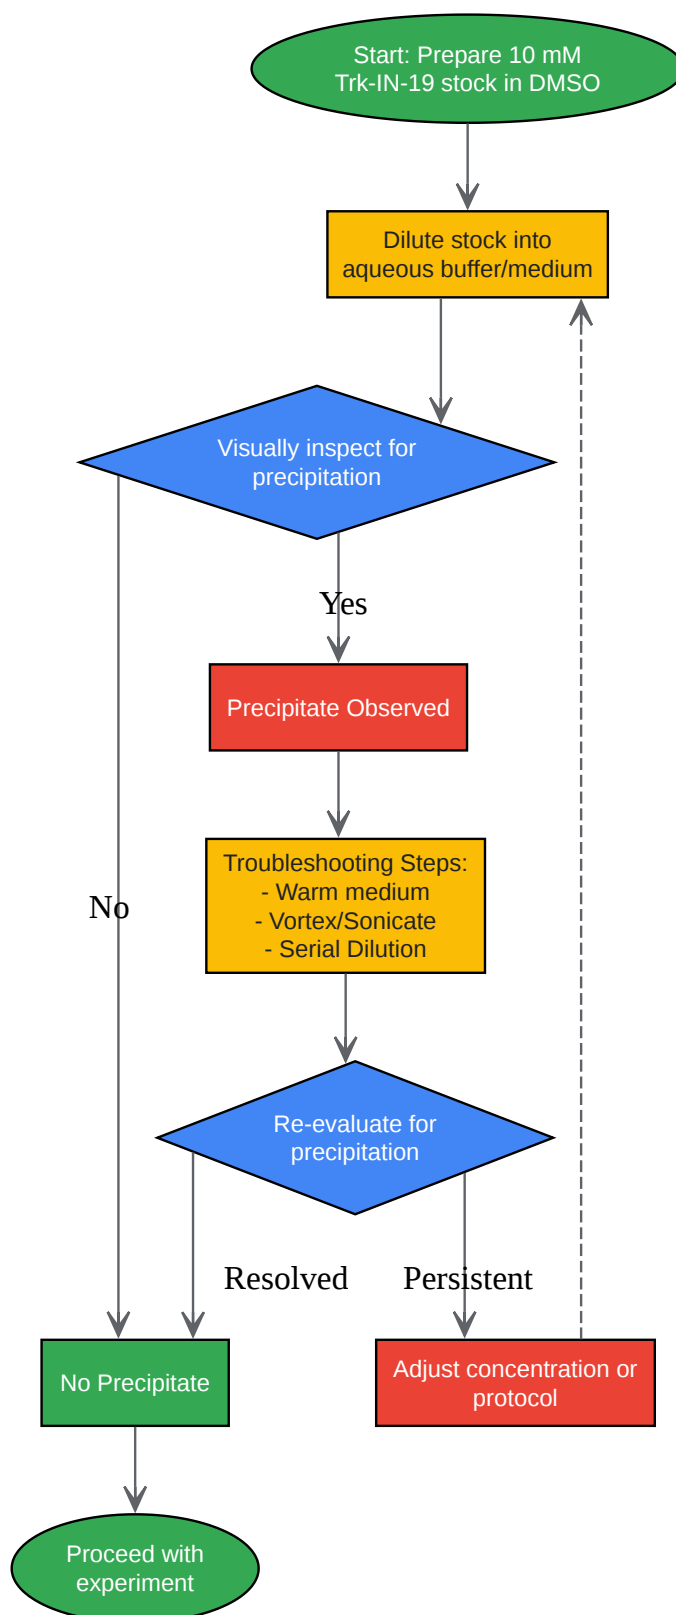 Start: Prepare 10 mM
Trk-IN-19 stock in DMSO
Dilute stock into
aqueous buffer/medium
Visually inspect for
precipitation
Yes
Precipitate Observed
Troubleshooting Steps:
- Warm medium
- Vortex/Sonicate
- Serial Dilution
No
Re-evaluate for
precipitation
Resolved
Persistent
No Precipitate
Adjust concentration or
protocol
Proceed with
experiment